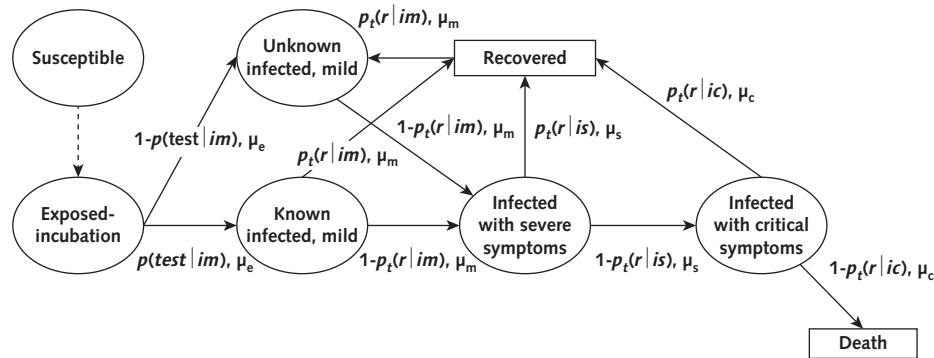 p_t(r|im), μ_m
Susceptible
Unknown
infected, mild
Recovered
p_t(r|ic), μ_c
1-p(test|im), μ_e
1-p_t(r|im), μ_m
p_t(r|is), μ_s
p_t(r|im), μ_m
Exposed-
incubation
Known
infected, mild
Infected
with severe
symptoms
Infected
with critical
symptoms
p(test|im), μ_e
1-p_t(r|im), μ_m
1-p_t(r|is), μ_s
1-p_t(r|ic), μ_c
Death